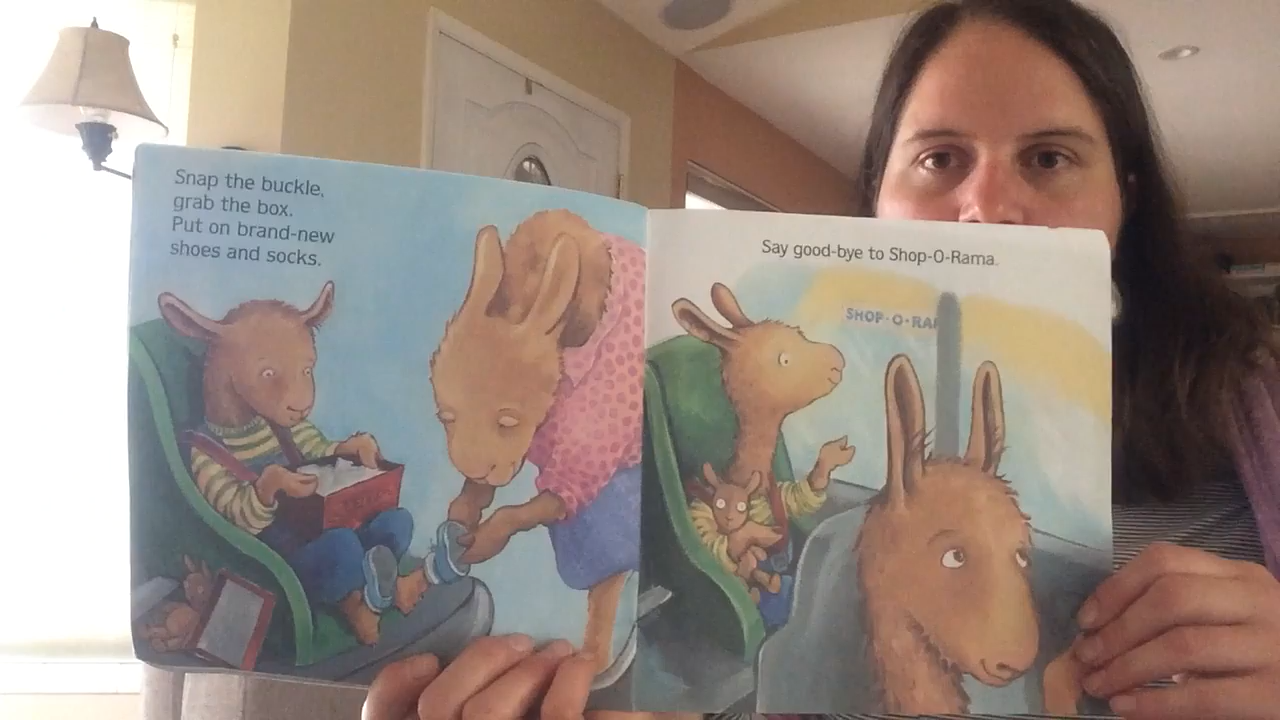 Snap the buckle,
grab the box.
Put on brand-new
shoes and socks.
Say good-bye to Shop-O-Rama.
SHOP·O·RA